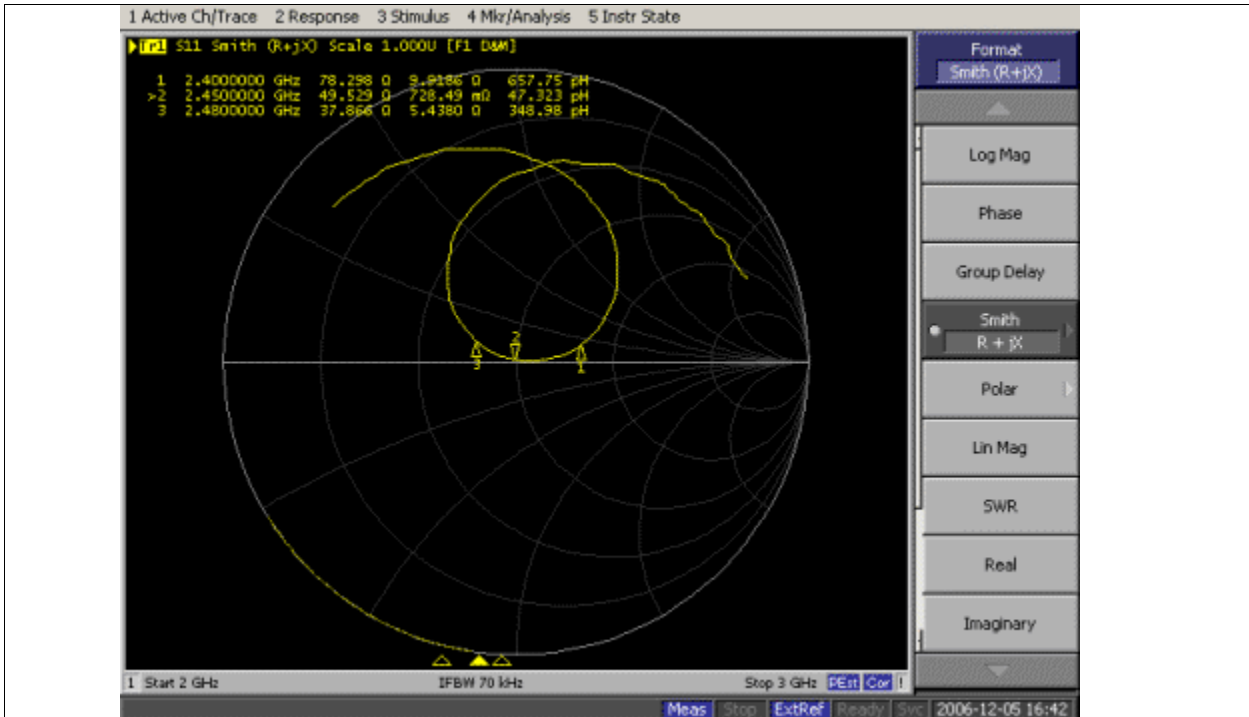 1 Active Ch/Trace 2 Response 3 Stimulus 4 Mkr/Analysis 5 Instr State
Tr1 S11 Smith (R+jX) Scale 1.000U [F1 D&M]
1 2.4000000 GHz 78.298 Ω 9.9186 Ω 657.75 pH
>2 2.4500000 GHz 49.529 Ω 728.49 mΩ 47.323 pH
3 2.4800000 GHz 37.866 Ω 5.4380 Ω 348.98 pH
2
3
1
Format
Smith (R+jX)
Log Mag
Phase
Group Delay
Smith
R + jX
Polar
Lin Mag
SWR
Real
Imaginary
1 Start 2 GHz IFBW 70 kHz Stop 3 GHz PExt Cor !
Meas Stop ExtRef Ready Svc 2006-12-05 16:42